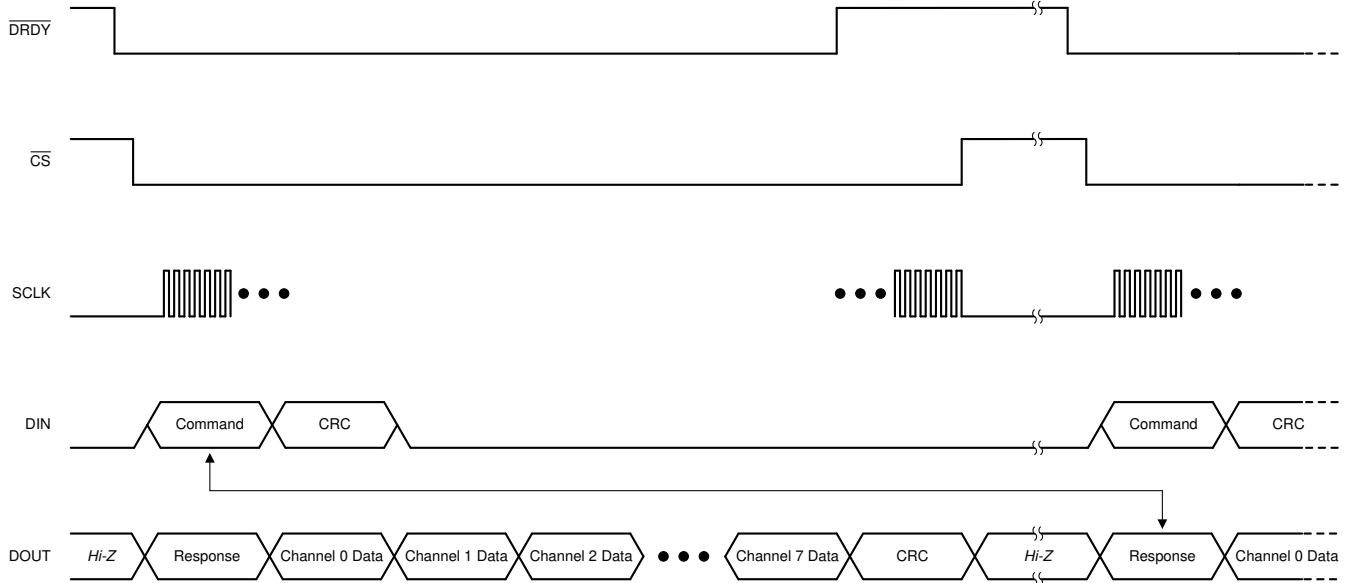 DRDY
CS
SCLK
DIN Command CRC Command CRC
DOUT Hi-Z Response Channel 0 Data Channel 1 Data Channel 2 Data Channel 7 Data CRC Hi-Z Response Channel 0 Data